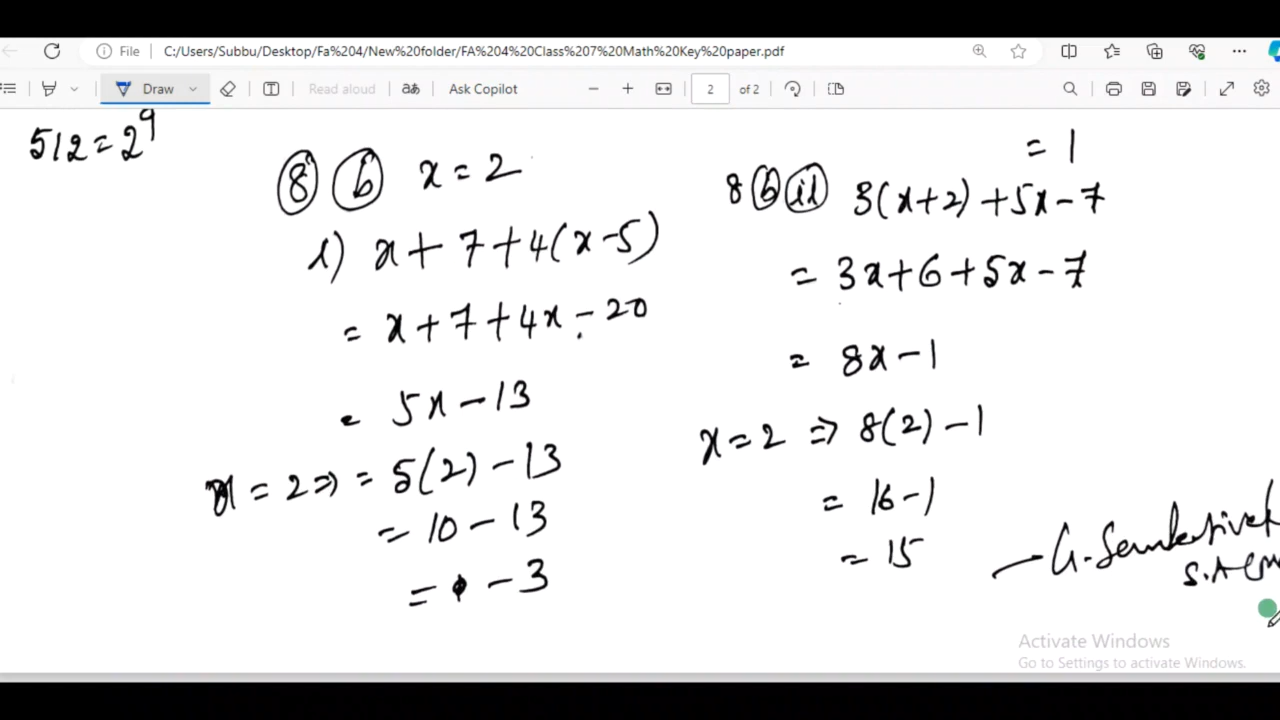 File C:/Users/Subbu/Desktop/Fa%204/New%20folder/FA%204%20Class%207%20Math%20Key%20paper.pdf
Draw Read aloud aあ Ask Copilot 2 of 2
512 = 2^9
8 b x = 2
i) x + 7 + 4(x - 5)
= x + 7 + 4x - 20
= 5x - 13
x = 2 ⇒ = 5(2) - 13
= 10 - 13
= - 3
= 1
8 b ii 3(x+2) + 5x - 7
= 3x + 6 + 5x - 7
= 8x - 1
x = 2 ⇒ 8(2) - 1
= 16 - 1
= 15
Activate Windows
Go to Settings to activate Windows.